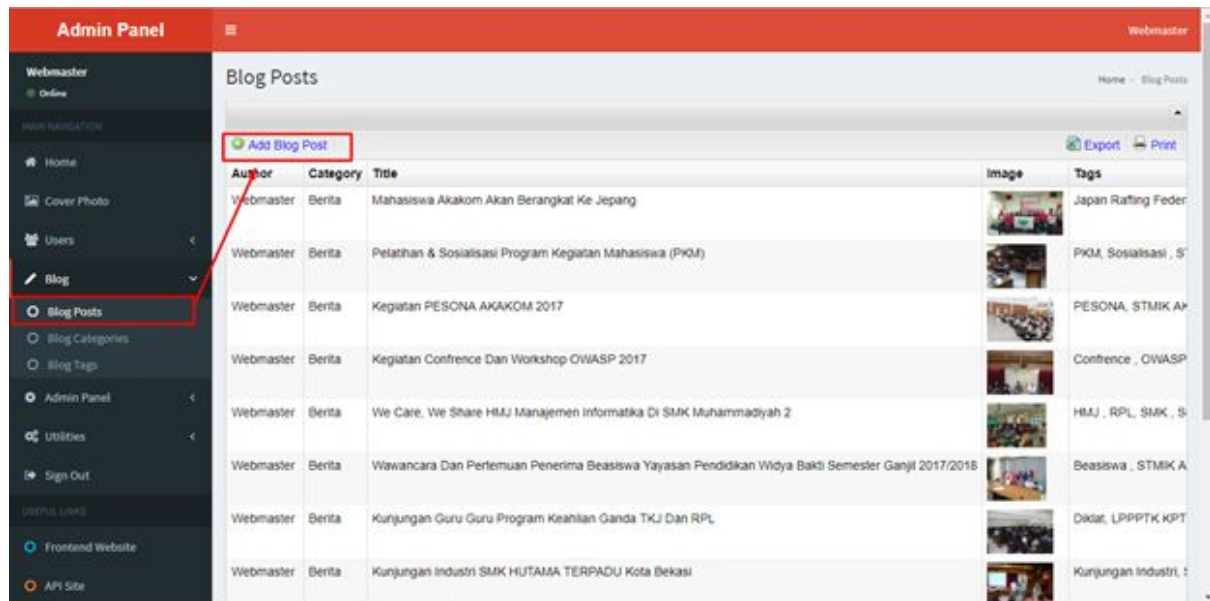 Admin Panel
Webmaster
Webmaster
Online
MAIN NAVIGATION
Home
Cover Photo
Users
Blog
Blog Posts
Blog Categories
Blog Tags
Admin Panel
Utilities
Sign Out
USEFUL LINKS
Frontend Website
API Site
Blog Posts
Home - Blog Posts
Add Blog Post
Export Print
Author Category Title Image Tags
Webmaster Berita Mahasiswa Akakom Akan Berangkat Ke Jepang Japan Rafting Feder
Webmaster Berita Pelatihan & Sosialisasi Program Kegiatan Mahasiswa (PKM) PKM, Sosialisasi , S
Webmaster Berita Kegiatan PESONA AKAKOM 2017 PESONA, STMIK AK
Webmaster Berita Kegiatan Confrence Dan Workshop OWASP 2017 Confrence , OWASP
Webmaster Berita We Care, We Share HMJ Manajemen Informatika Di SMK Muhammadiyah 2 HMJ , RPL, SMK , S
Webmaster Berita Wawancara Dan Pertemuan Penerima Beasiswa Yayasan Pendidikan Widya Bakti Semester Ganjil 2017/2018 Beasiswa , STMIK A
Webmaster Berita Kunjungan Guru Guru Program Keahlian Ganda TKJ Dan RPL Diklat, LPPPTK KPT
Webmaster Berita Kunjungan Industri SMK HUTAMA TERPADU Kota Bekasi Kunjungan Industri,